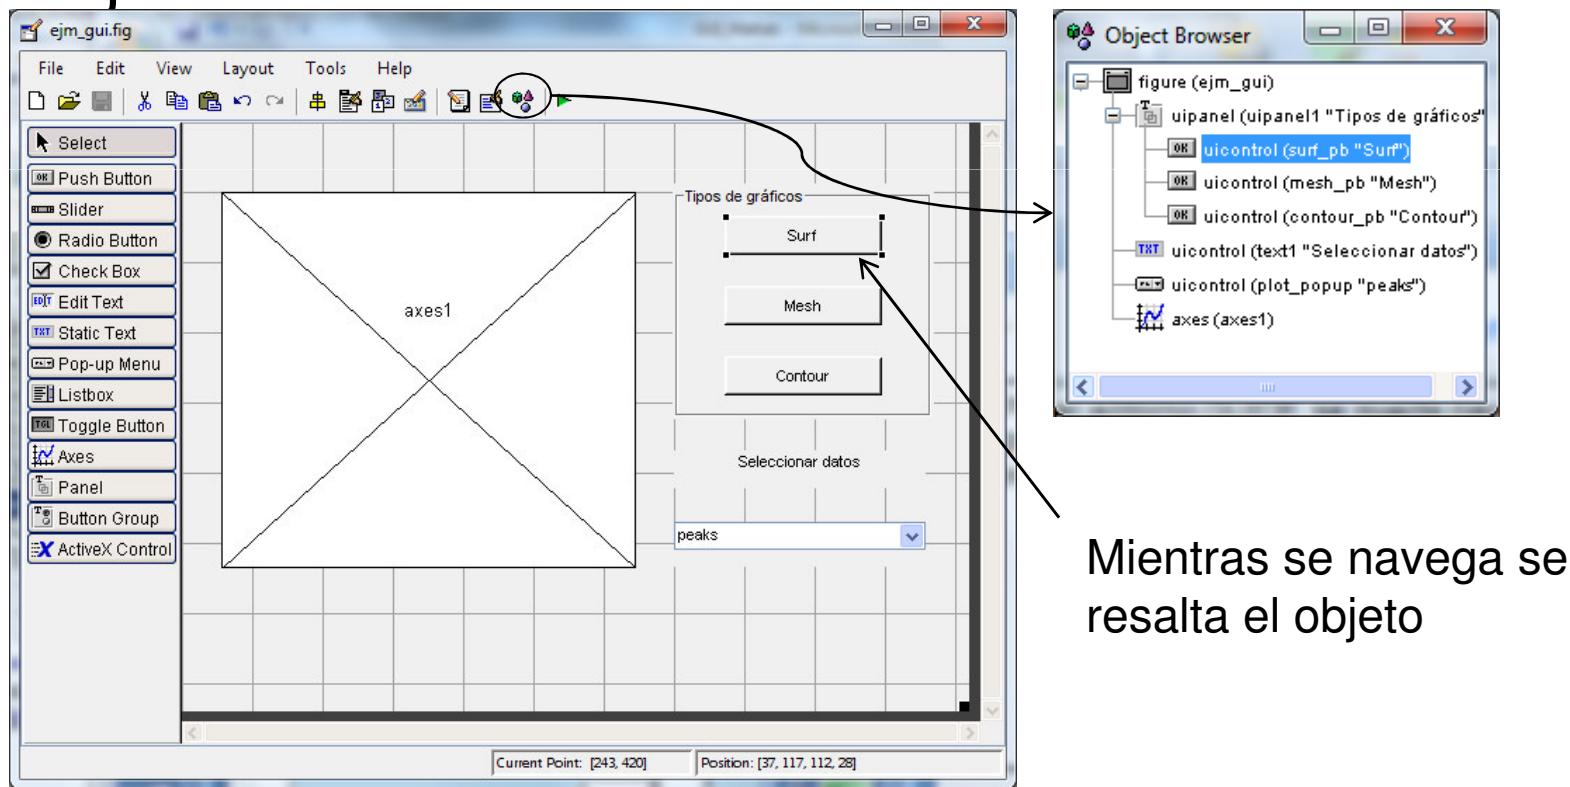 ejm_gui.fig
File Edit View Layout Tools Help
Select
Push Button
Slider
Radio Button
Check Box
Edit Text
Static Text
Pop-up Menu
Listbox
Toggle Button
Axes
Panel
Button Group
ActiveX Control
axes1
Tipos de gráficos
Surf
Mesh
Contour
Seleccionar datos
peaks
Current Point: [243, 420] Position: [37, 117, 112, 28]
Object Browser
figure (ejm_gui)
uipanel (uipanel1 "Tipos de gráficos"
uicontrol (surf_pb "Surf")
uicontrol (mesh_pb "Mesh")
uicontrol (contour_pb "Contour")
uicontrol (text1 "Seleccionar datos")
uicontrol (plot_popup "peaks")
axes (axes1)
Mientras se navega se
resalta el objeto